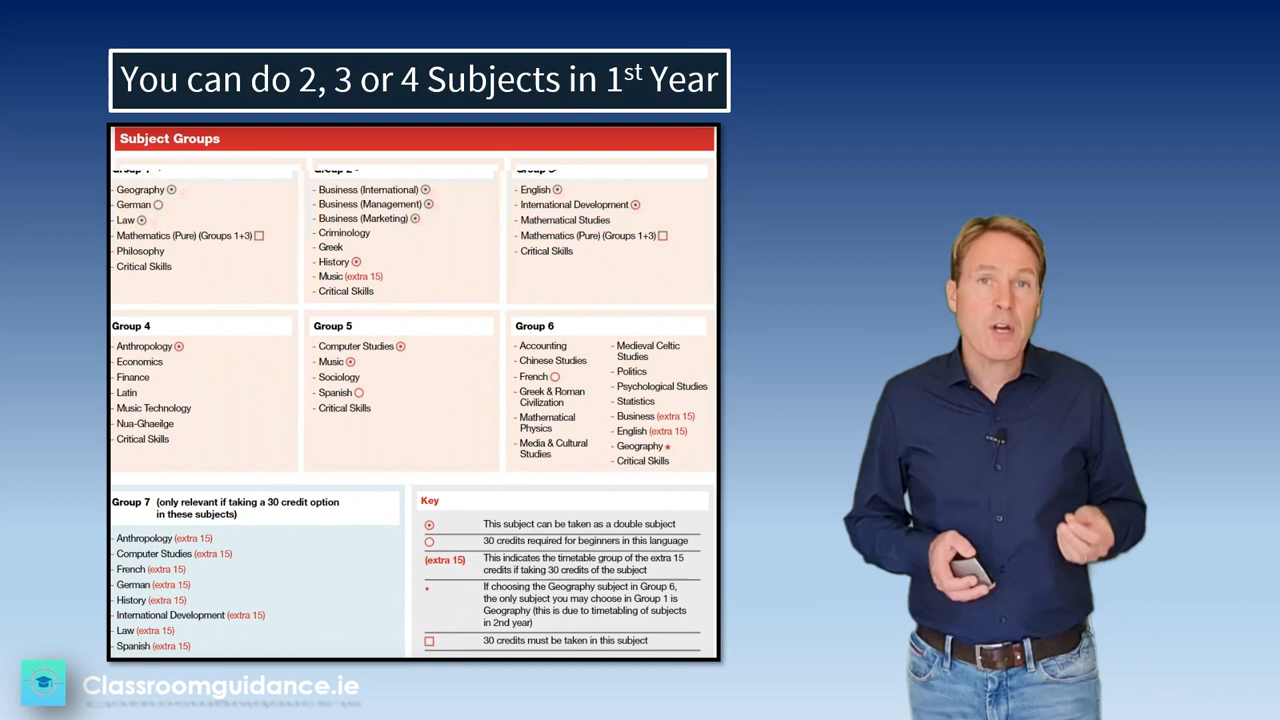 You can do 2, 3 or 4 Subjects in 1st Year
Subject Groups
- Geography
- German
- Law
- Mathematics (Pure) (Groups 1+3)
- Philosophy
- Critical Skills
- Business (International)
- Business (Management)
- Business (Marketing)
- Criminology
- Greek
- History
- Music (extra 15)
- Critical Skills
- English
- International Development
- Mathematical Studies
- Mathematics (Pure) (Groups 1+3)
- Critical Skills
Group 4
- Anthropology
- Economics
- Finance
- Latin
- Music Technology
- Nua-Ghaeilge
- Critical Skills
Group 5
- Computer Studies
- Music
- Sociology
- Spanish
- Critical Skills
Group 6
- Accounting
- Chinese Studies
- French
- Greek & Roman
Civilization
- Mathematical
Physics
- Media & Cultural
Studies
- Medieval Celtic
Studies
- Politics
- Psychological Studies
- Statistics
- Business (extra 15)
- English (extra 15)
- Geography *
- Critical Skills
Group 7 (only relevant if taking a 30 credit option
in these subjects)
- Anthropology (extra 15)
- Computer Studies (extra 15)
- French (extra 15)
- German (extra 15)
- History (extra 15)
- International Development (extra 15)
- Law (extra 15)
- Spanish (extra 15)
Key
This subject can be taken as a double subject
30 credits required for beginners in this language
(extra 15) This indicates the timetable group of the extra 15
credits if taking 30 credits of the subject
* If choosing the Geography subject in Group 6,
the only subject you may choose in Group 1 is
Geography (this is due to timetabling of subjects
in 2nd year)
30 credits must be taken in this subject
Classroomguidance.ie